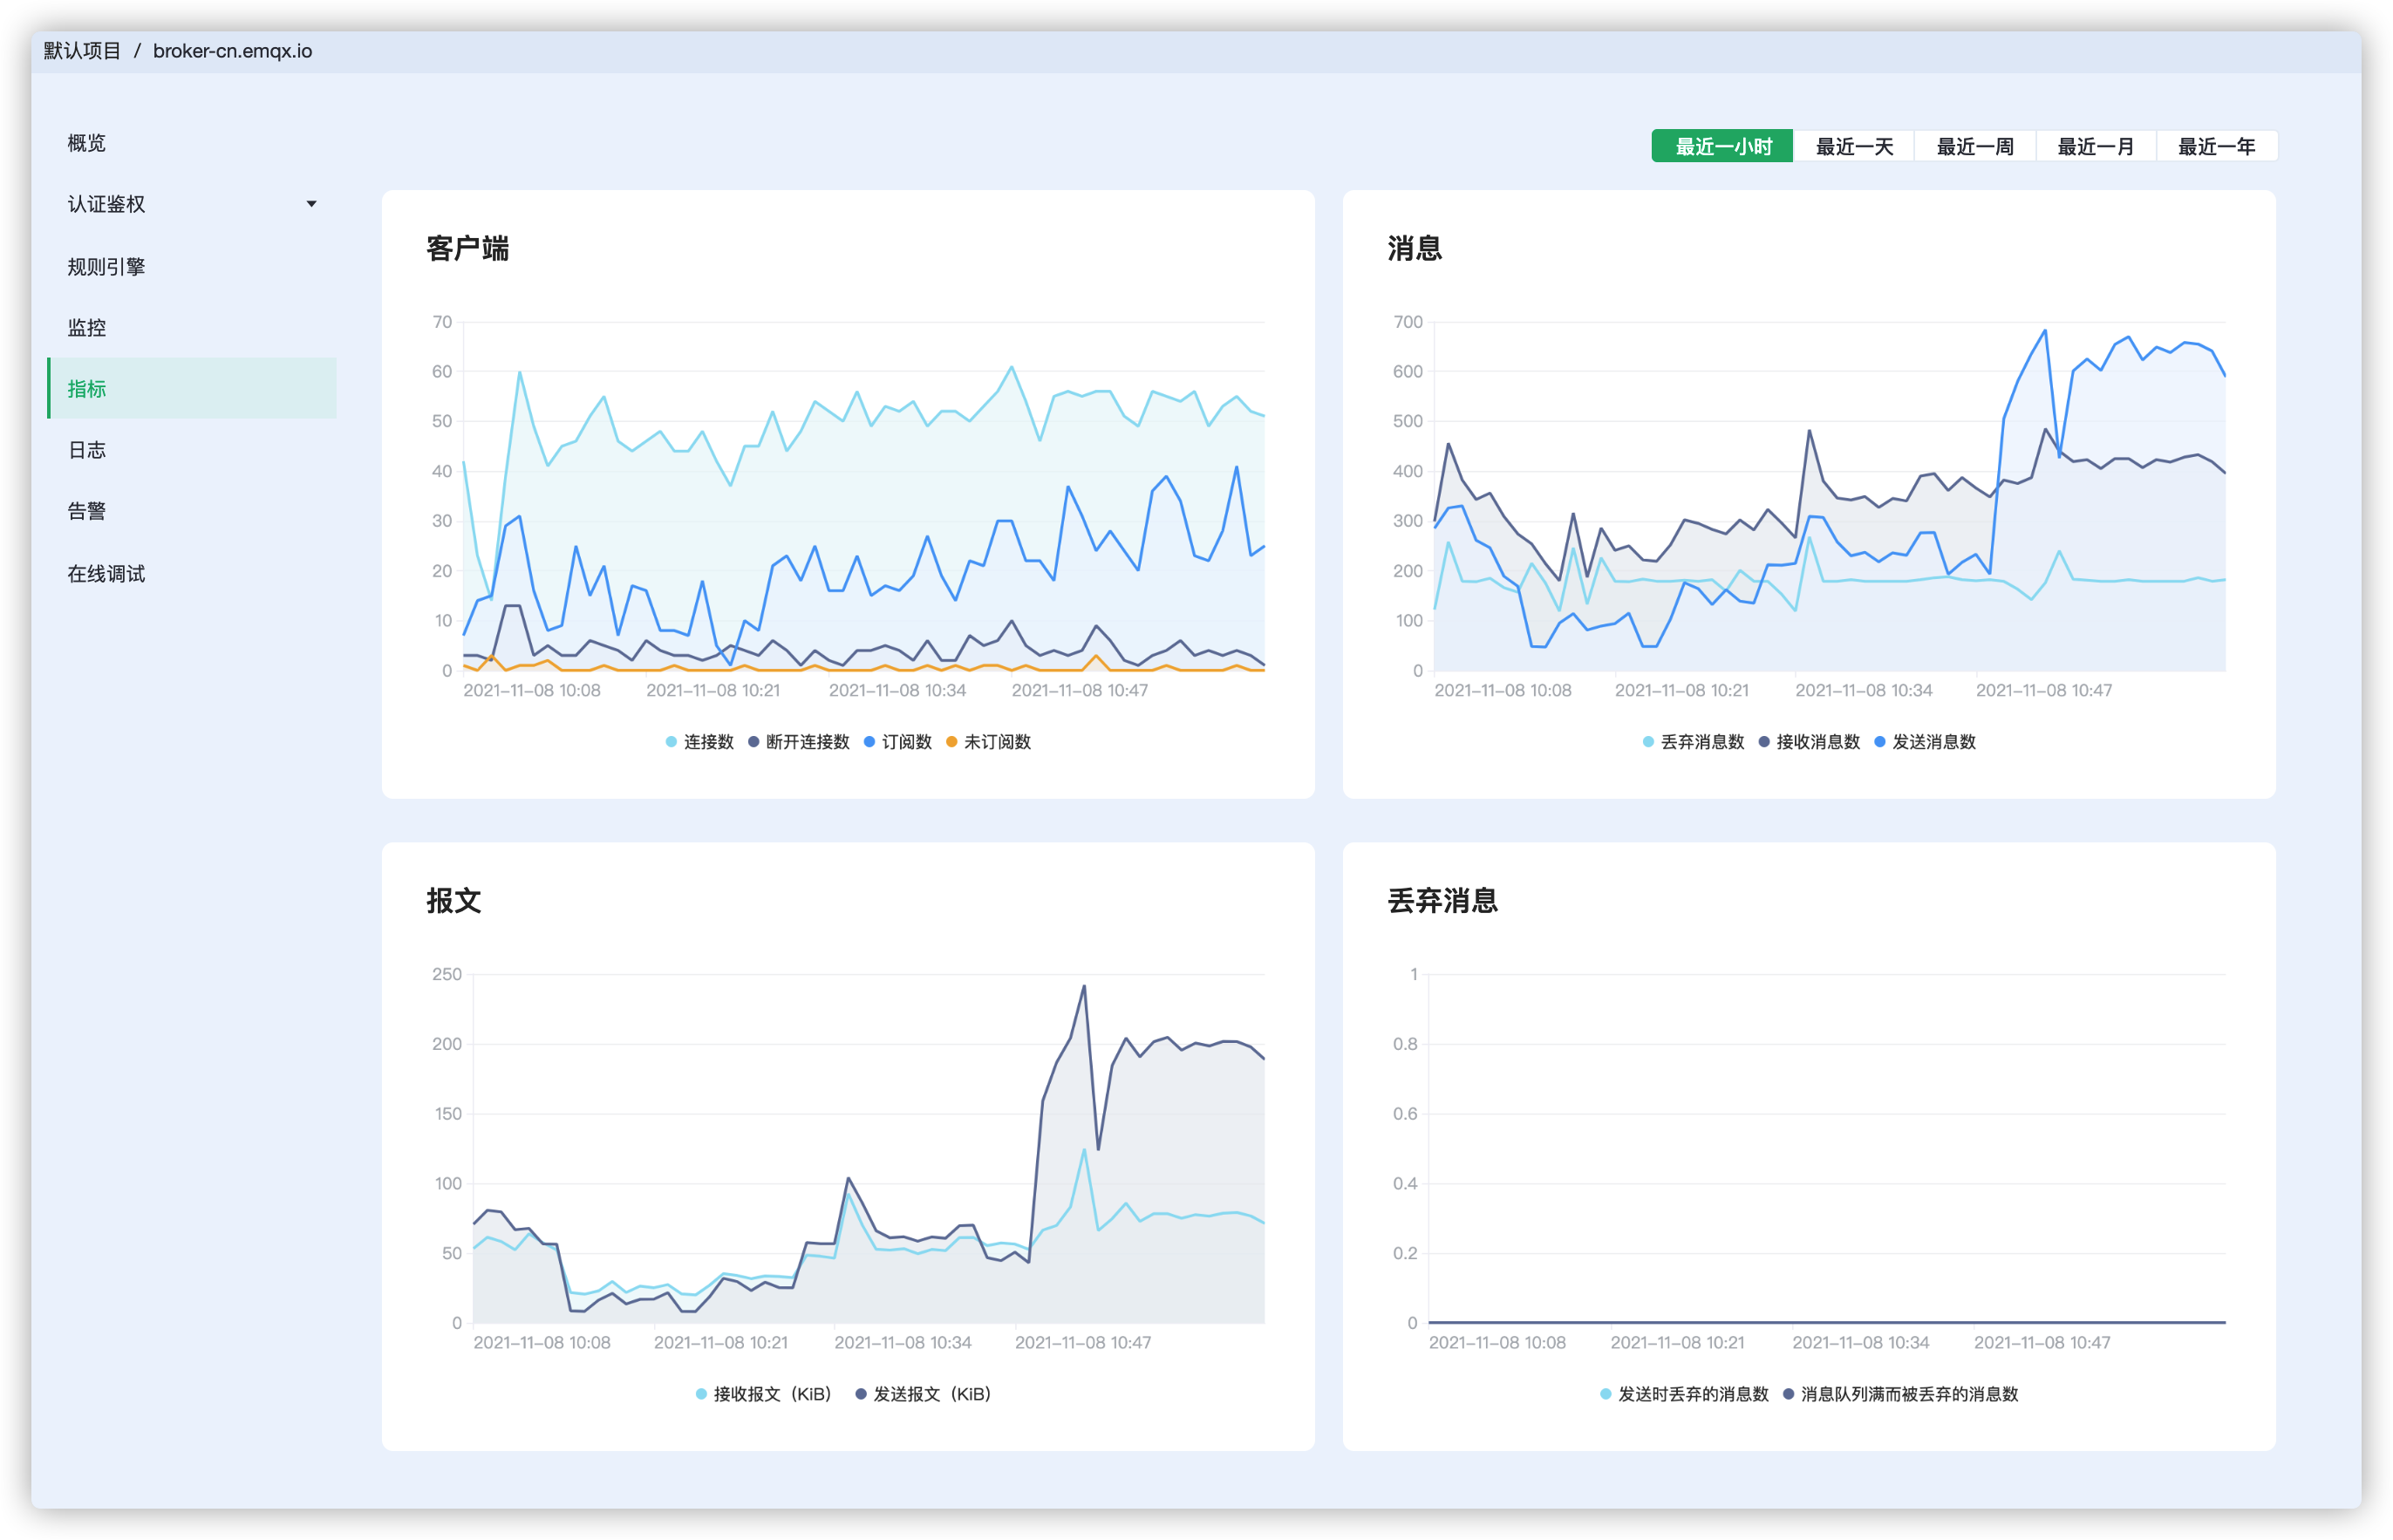 默认项目 / broker-cn.emqx.io
概览
认证鉴权
规则引擎
监控
指标
日志
告警
在线调试
最近一小时 最近一天 最近一周 最近一月 最近一年
客户端
70
60
50
40
30
20
10
0
2021-11-08 10:08 2021-11-08 10:21 2021-11-08 10:34 2021-11-08 10:47
连接数 断开连接数 订阅数 未订阅数
消息
700
600
500
400
300
200
100
0
2021-11-08 10:08 2021-11-08 10:21 2021-11-08 10:34 2021-11-08 10:47
丢弃消息数 接收消息数 发送消息数
报文
250
200
150
100
50
0
2021-11-08 10:08 2021-11-08 10:21 2021-11-08 10:34 2021-11-08 10:47
接收报文（KiB） 发送报文（KiB）
丢弃消息
1
0.8
0.6
0.4
0.2
0
2021-11-08 10:08 2021-11-08 10:21 2021-11-08 10:34 2021-11-08 10:47
发送时丢弃的消息数 消息队列满而被丢弃的消息数